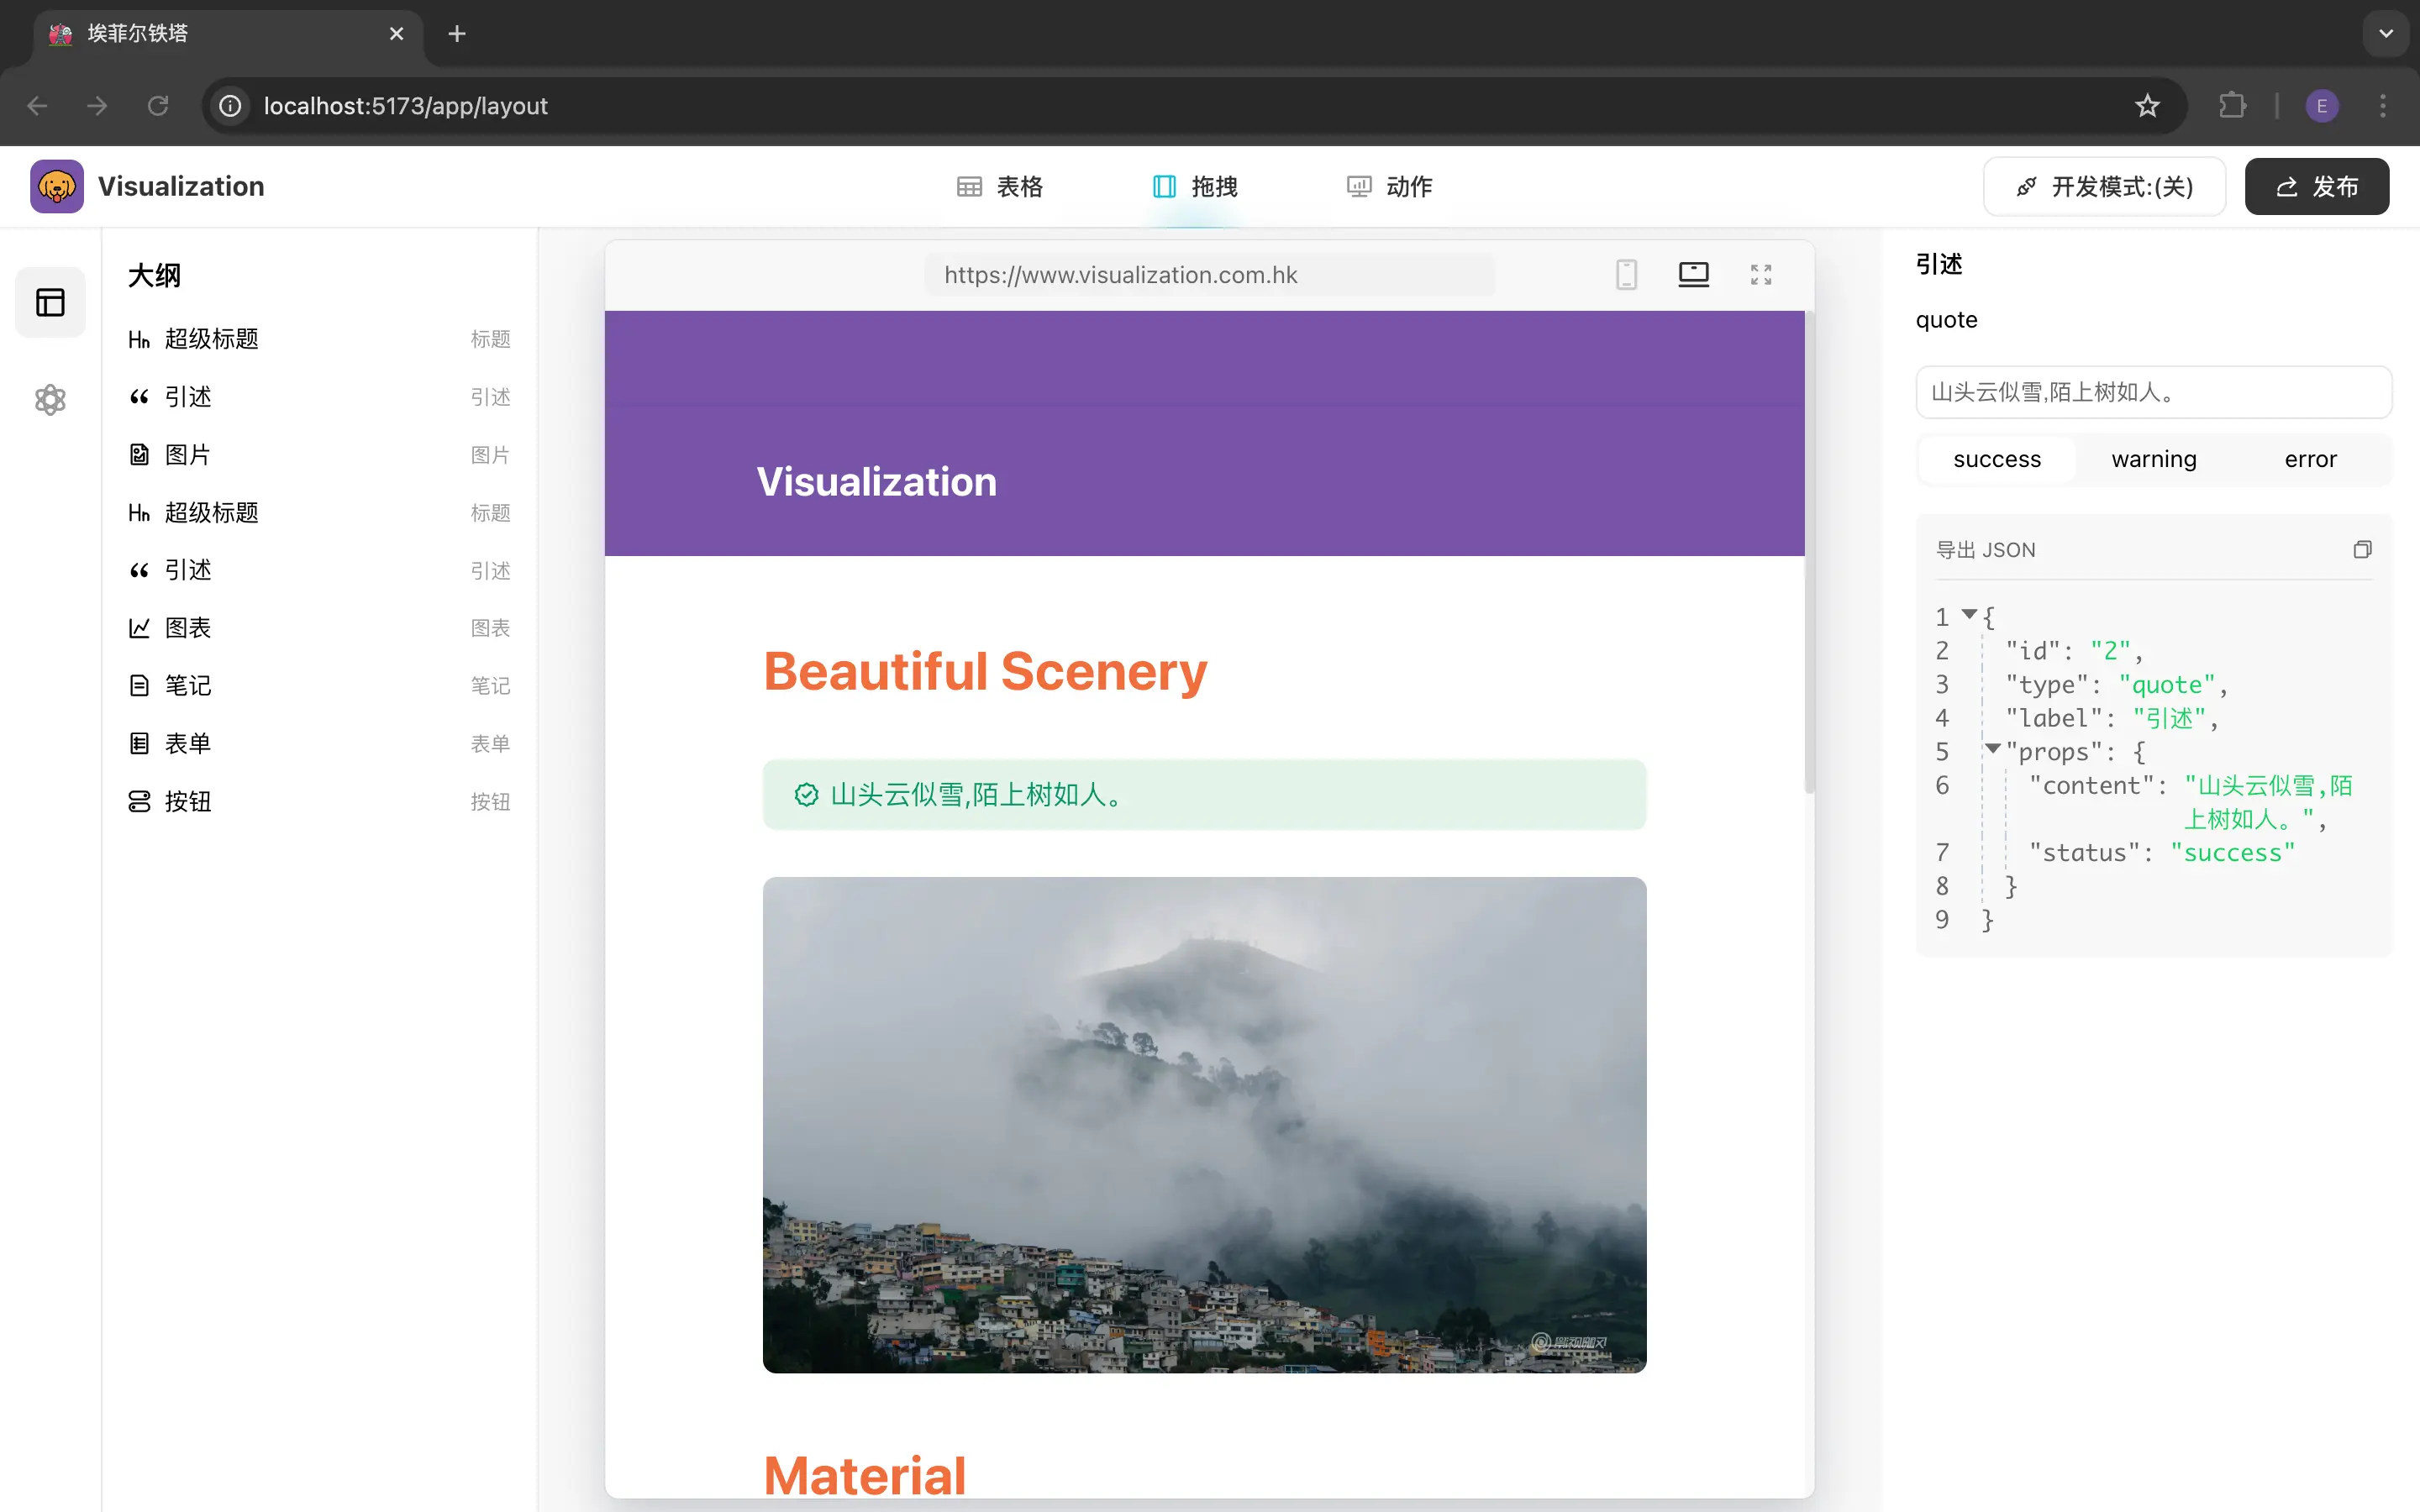 埃菲尔铁塔
localhost:5173/app/layout
E
Visualization
表格
拖拽
动作
开发模式:(关)
发布
大纲
超级标题 标题
引述 引述
图片 图片
超级标题 标题
引述 引述
图表 图表
笔记 笔记
表单 表单
按钮 按钮
https://www.visualization.com.hk
Visualization
Beautiful Scenery
山头云似雪,陌上树如人。
Material
引述
quote
山头云似雪,陌上树如人。
success warning error
导出 JSON
1 {
2 "id": "2",
3 "type": "quote",
4 "label": "引述",
5 "props": {
6 "content": "山头云似雪,陌
上树如人。",
7 "status": "success"
8 }
9 }